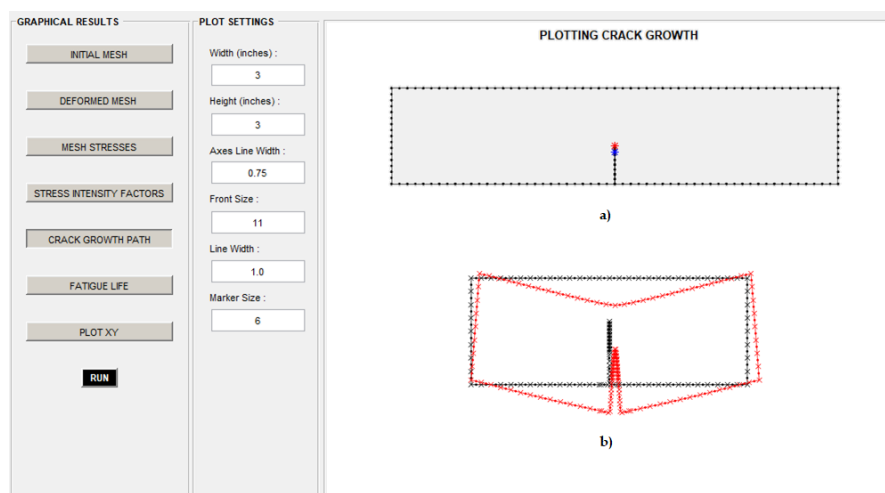 GRAPHICAL RESULTS
INITIAL MESH
DEFORMED MESH
MESH STRESSES
STRESS INTENSITY FACTORS
CRACK GROWTH PATH
FATIGUE LIFE
PLOT XY
RUN
PLOT SETTINGS
Width (inches) :
3
Height (inches) :
3
Axes Line Width :
0.75
Front Size :
11
Line Width :
1.0
Marker Size :
6
PLOTTING CRACK GROWTH
a)
b)